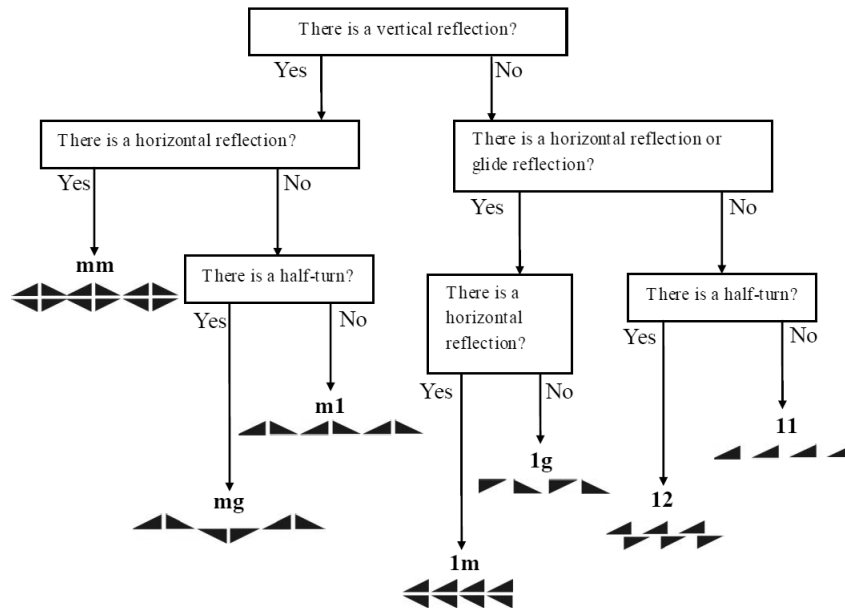 There is a vertical reflection?
Yes
No
There is a horizontal reflection?
There is a horizontal reflection or
glide reflection?
Yes
No
Yes
No
mm
There is a half-turn?
There is a
horizontal
reflection?
There is a half-turn?
Yes
No
Yes
No
Yes
No
m1
11
1g
mg
12
1m